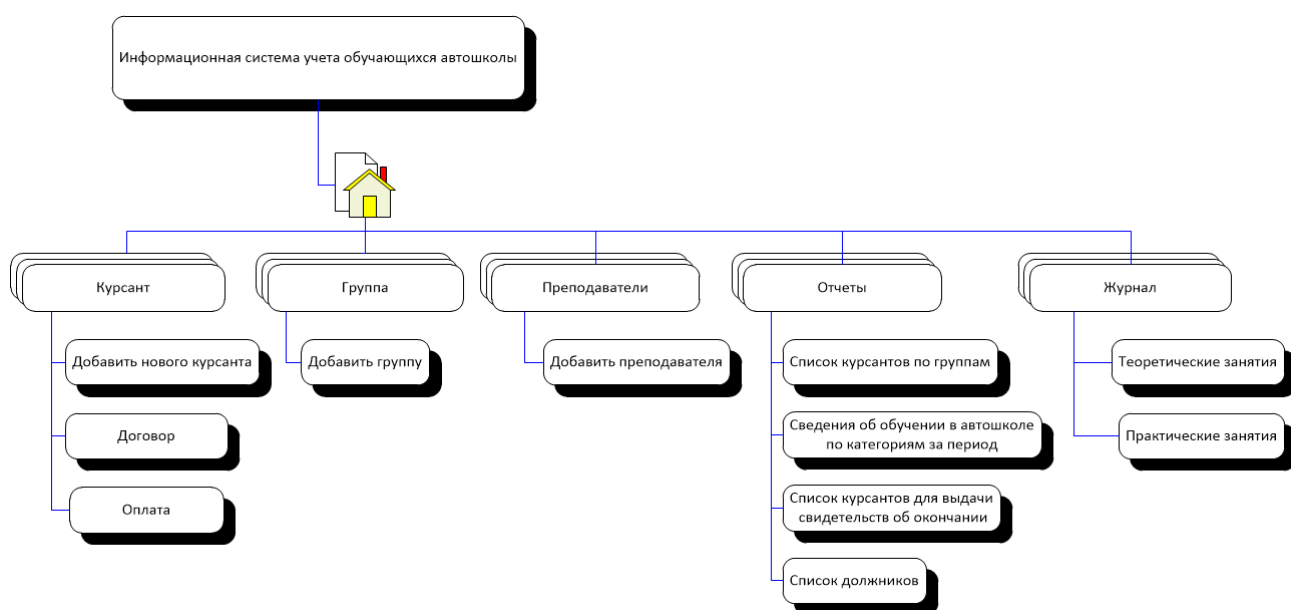 Информационная система учета обучающихся автошколы
Курсант
Группа
Преподаватели
Отчеты
Журнал
Добавить нового курсанта
Добавить группу
Добавить преподавателя
Список курсантов по группам
Теоретические занятия
Договор
Сведения об обучении в автошколе
по категориям за период
Практические занятия
Оплата
Список курсантов для выдачи
свидетельств об окончании
Список должников